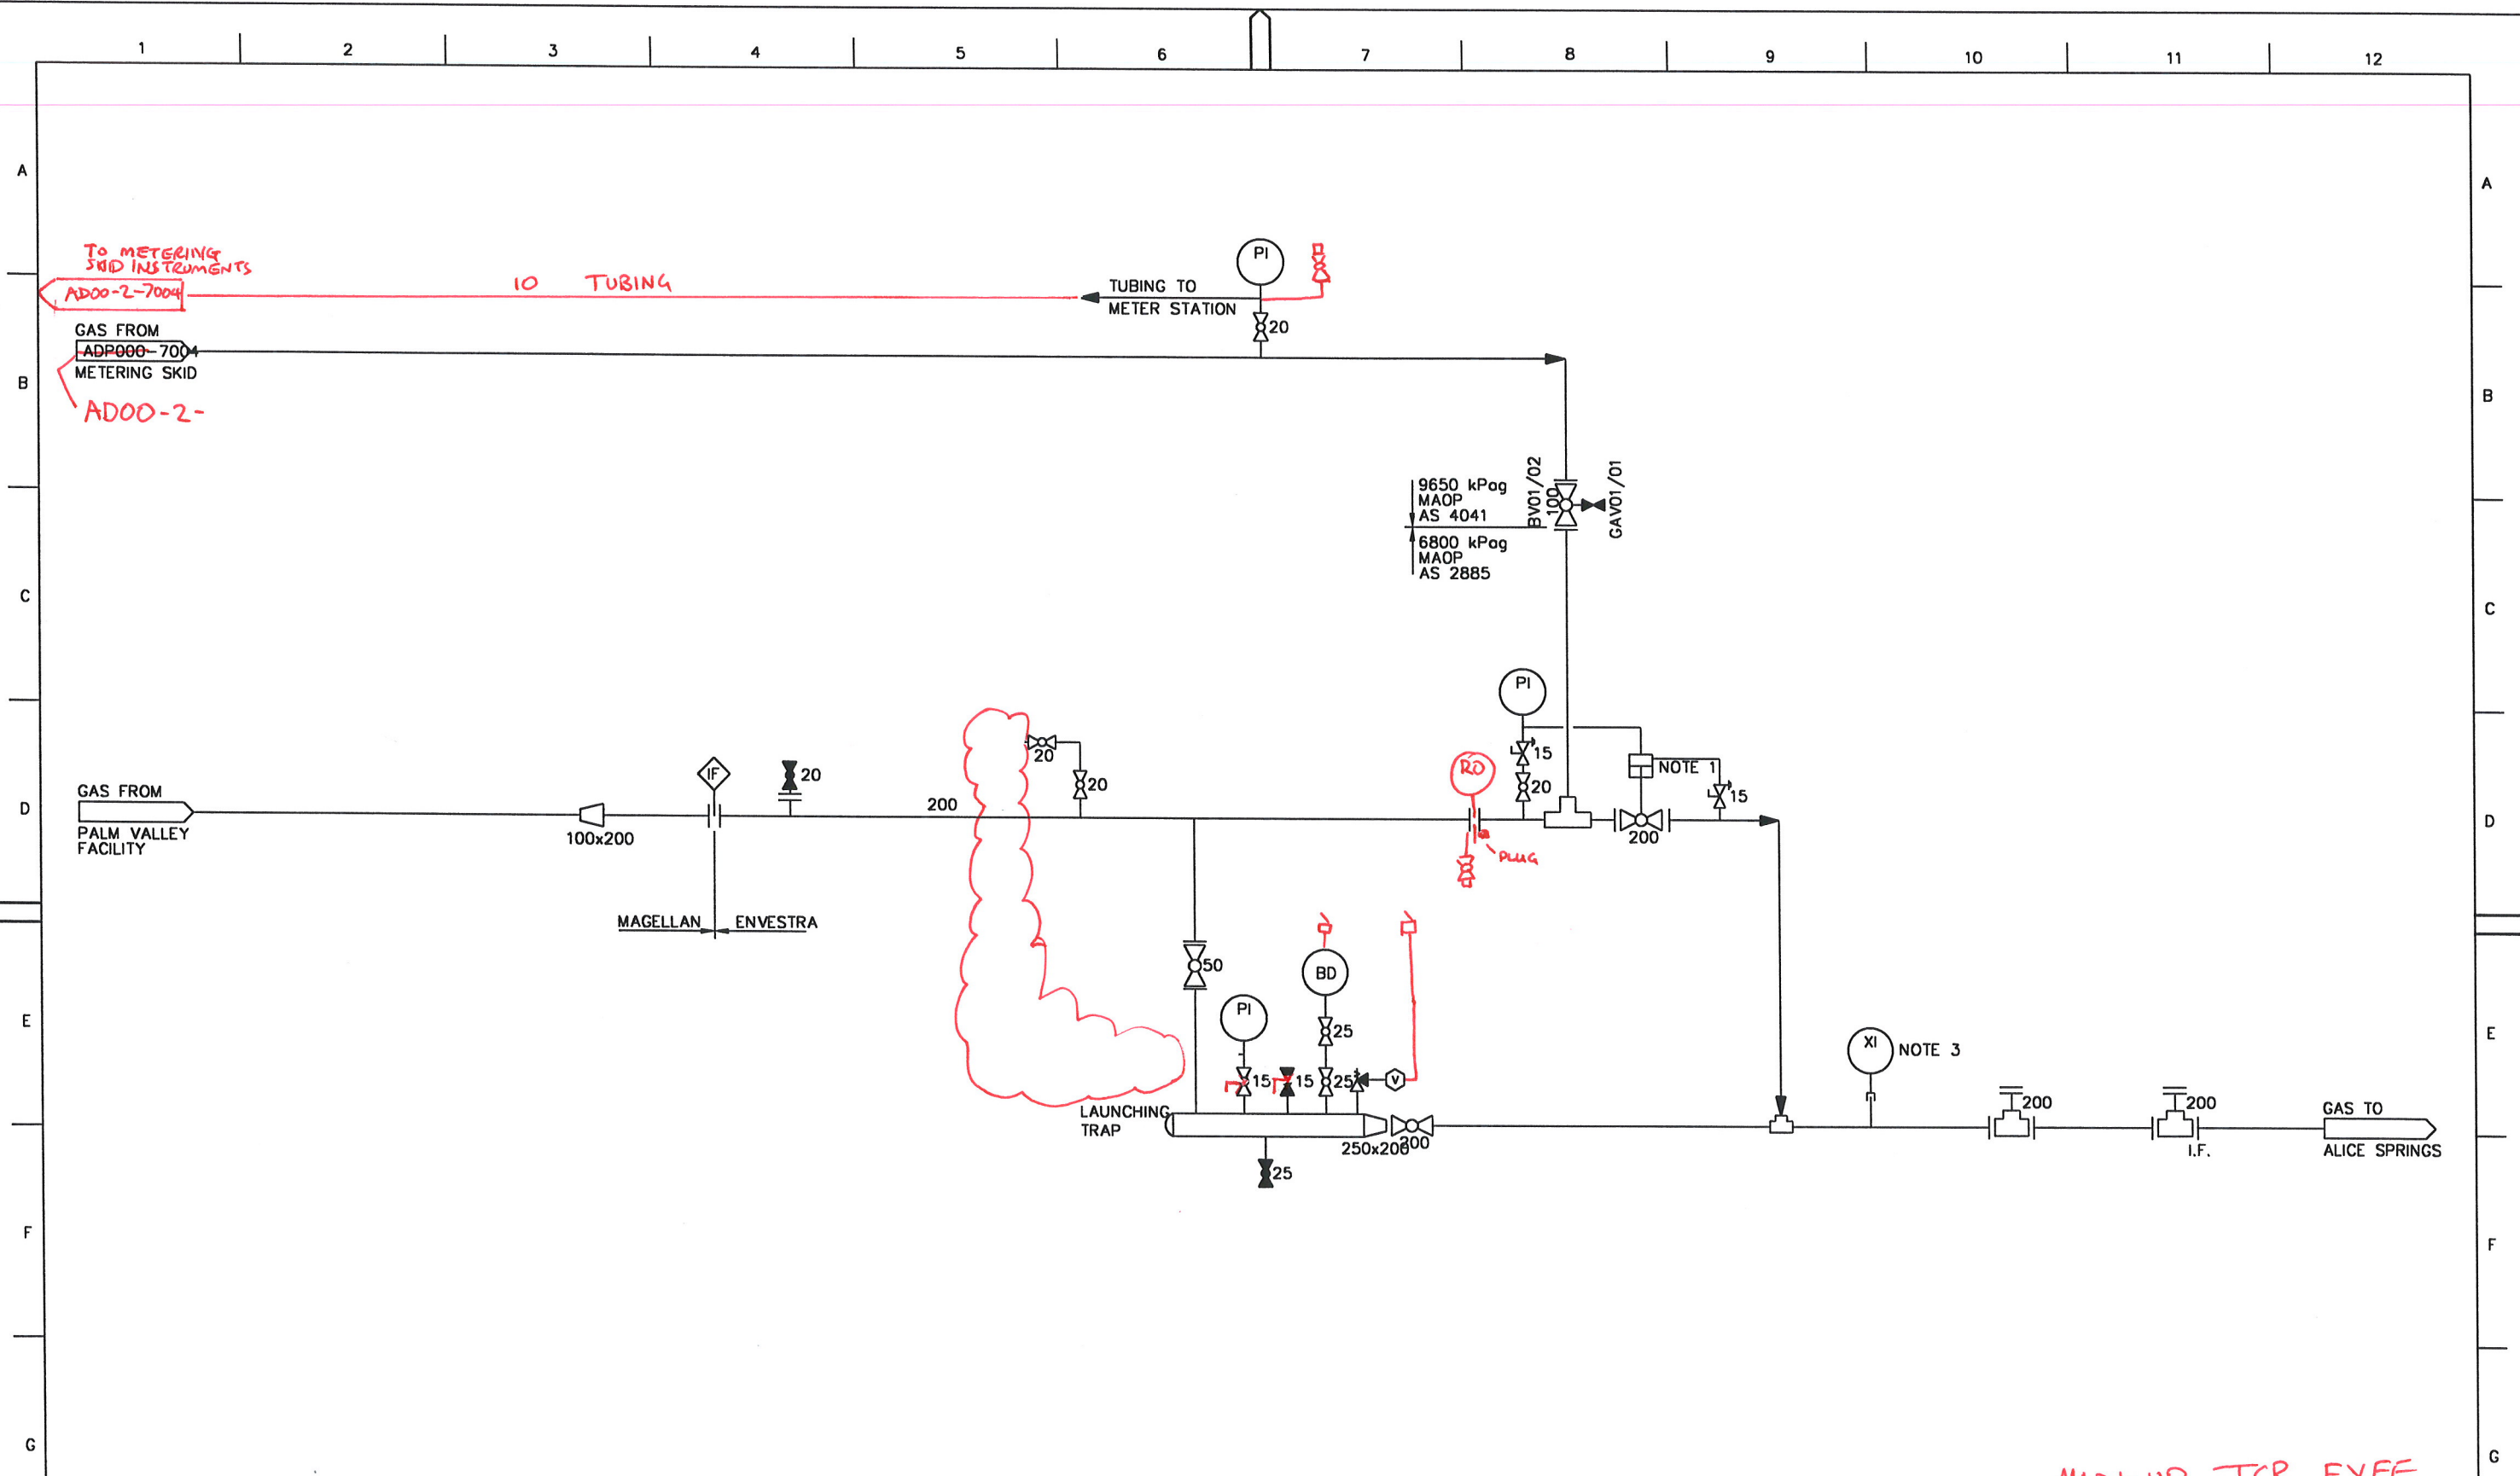 1 2 3 4 5 6 7 8 9 10 11 12
A A
TO METERING
SKID INSTRUMENTS
AD00-2-7004
10 TUBING
TUBING TO
METER STATION
PI
20
GAS FROM
ADP000-7004
METERING SKID
AD00-2-
B B
9650 kPag
MAOP
AS 4041
6800 kPag
MAOP
AS 2885
BV01/02
100
GAV01/01
C C
PI
15
20
NOTE 1
15
200
RO
PLUG
20
20
IF
20
200
GAS FROM
PALM VALLEY
FACILITY
100x200
D D
MAGELLAN ENVESTRA
50
PI
15
15
BD
25
25
V
E E
LAUNCHING
TRAP
250x200
200
25
XI
NOTE 3
200
200
I.F.
GAS TO
ALICE SPRINGS
F F
G G